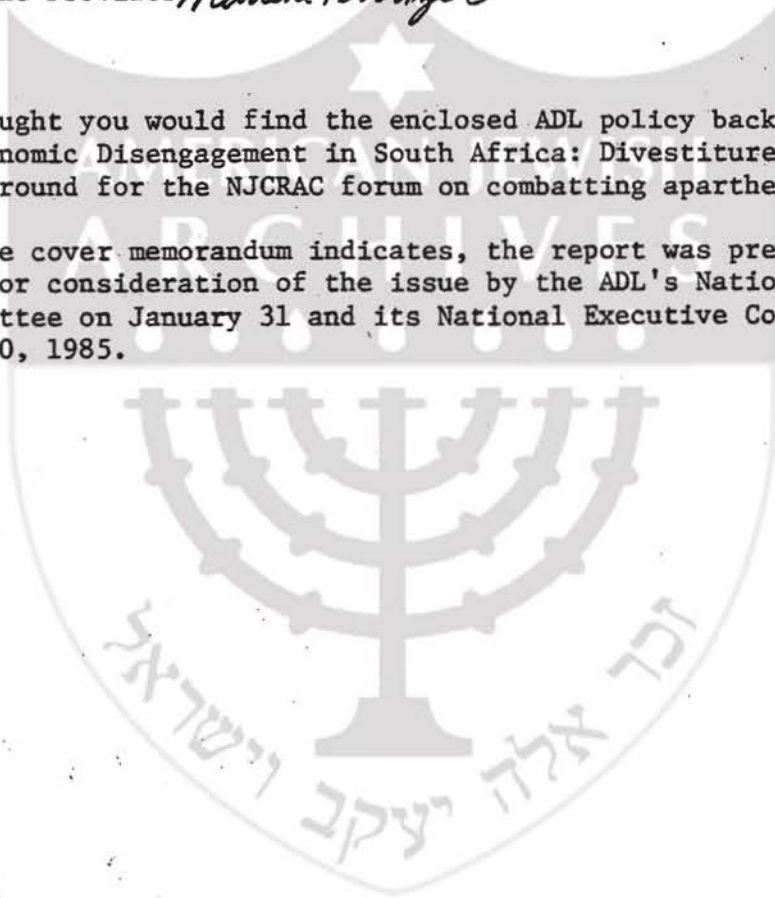 ught you would find the enclosed ADL policy back
nomic Disengagement in South Africa: Divestiture
round for the NJCRAC forum on combatting aparthe
AMERICAN JEWISH
ARCHIVES
e cover memorandum indicates, the report was pre
or consideration of the issue by the ADL's Natio
ttee on January 31 and its National Executive Co
0, 1985.
זכר אלה יעקב וישראל